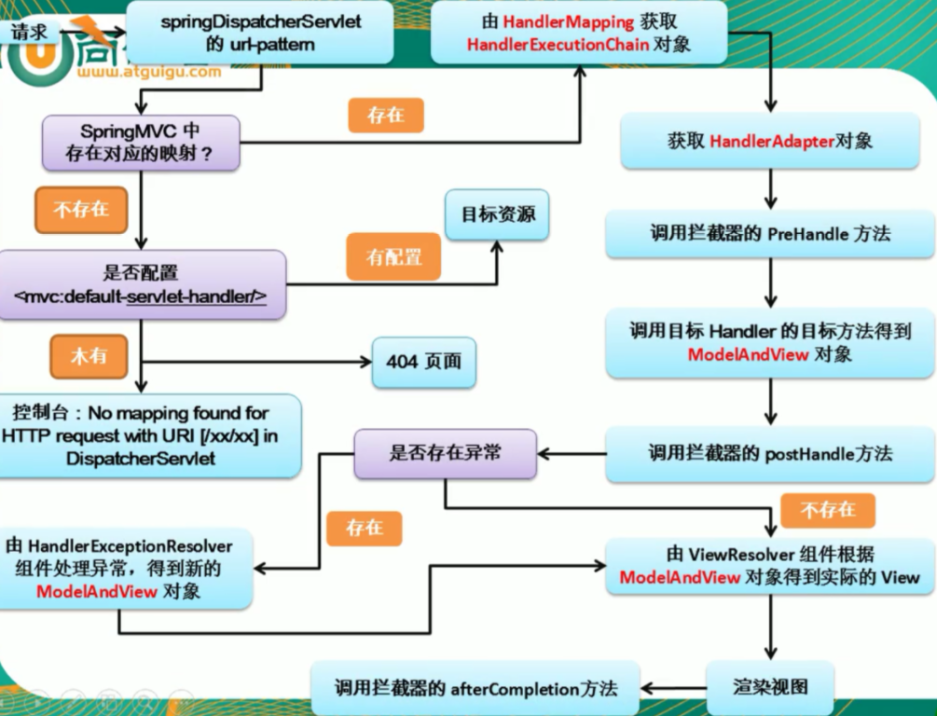 请求
springDispatcherServlet
的 url-pattern
由 HandlerMapping 获取
HandlerExecutionChain 对象
www.atguigu.com
SpringMVC 中
存在对应的映射？
存在
获取 HandlerAdapter对象
不存在
目标资源
调用拦截器的 PreHandle 方法
是否配置
<mvc:default-servlet-handler/>
有配置
调用目标 Handler 的目标方法得到
ModelAndView 对象
木有
404 页面
控制台：No mapping found for
HTTP request with URI [/xx/xx] in
DispatcherServlet
是否存在异常
调用拦截器的 postHandle方法
不存在
存在
由 HandlerExceptionResolver
组件处理异常，得到新的
ModelAndView 对象
由 ViewResolver 组件根据
ModelAndView 对象得到实际的 View
调用拦截器的 afterCompletion方法
渲染视图